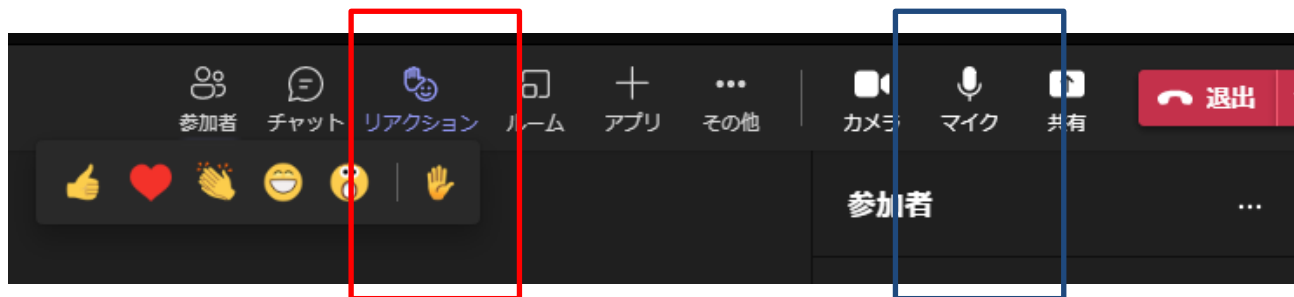 参加者 チャット リアクション ルーム アプリ その他 カメラ マイク 共有 退出
参加者